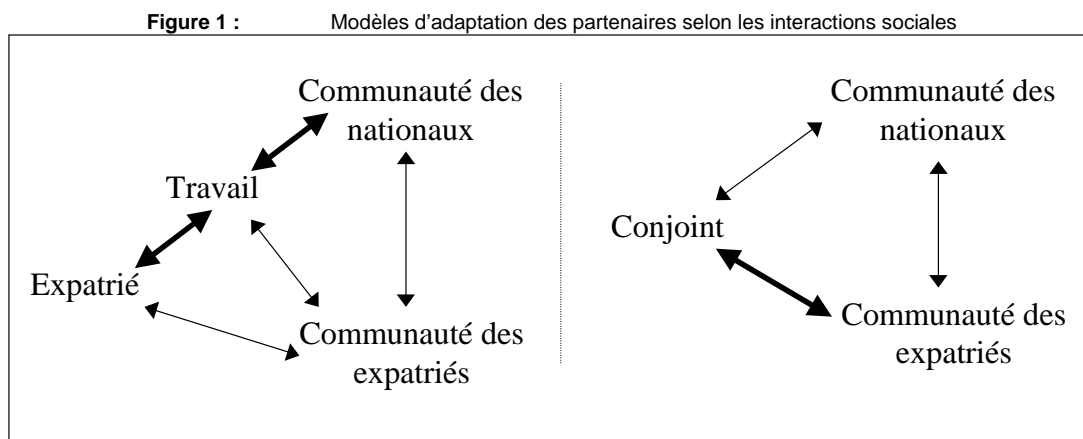 Figure 1 : Modèles d’adaptation des partenaires selon les interactions sociales
Communauté des
nationaux
Travail
Expatrié
Communauté des
expatriés
Communauté des
nationaux
Conjoint
Communauté des
expatriés